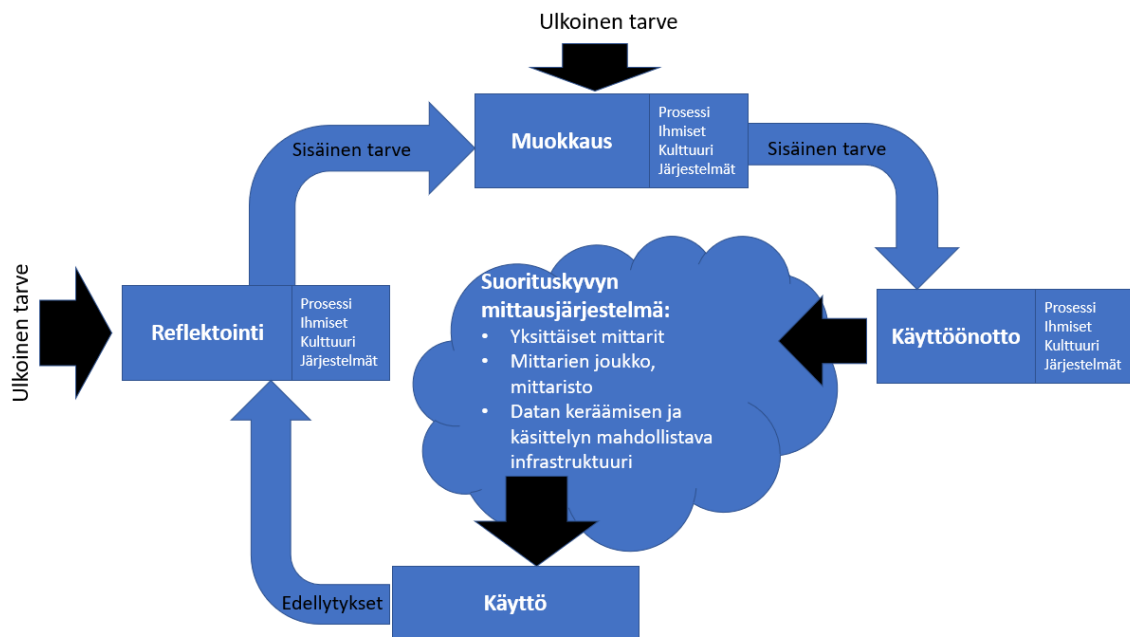 Ulkoinen tarve
Muokkaus
Prosessi
Ihmiset
Kulttuuri
Järjestelmät
Sisäinen tarve
Sisäinen tarve
Ulkoinen tarve
Reflektointi
Prosessi
Ihmiset
Kulttuuri
Järjestelmät
Suorituskyvyn
mittausjärjestelmä:
• Yksittäiset mittarit
• Mittarien joukko,
mittaristo
• Datan keräämisen ja
käsittelyn mahdollistava
infrastruktuuri
Käyttöönotto
Prosessi
Ihmiset
Kulttuuri
Järjestelmät
Edellytykset
Käyttö